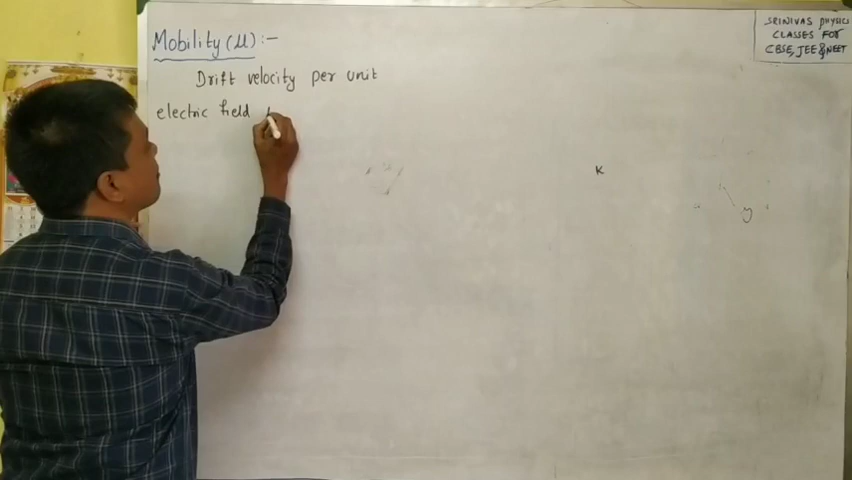 Mobility (μ) :-
Drift velocity per unit
electric field
SRINIVAS PHYSICS
CLASSES FOR
CBSE, JEE & NEET
K